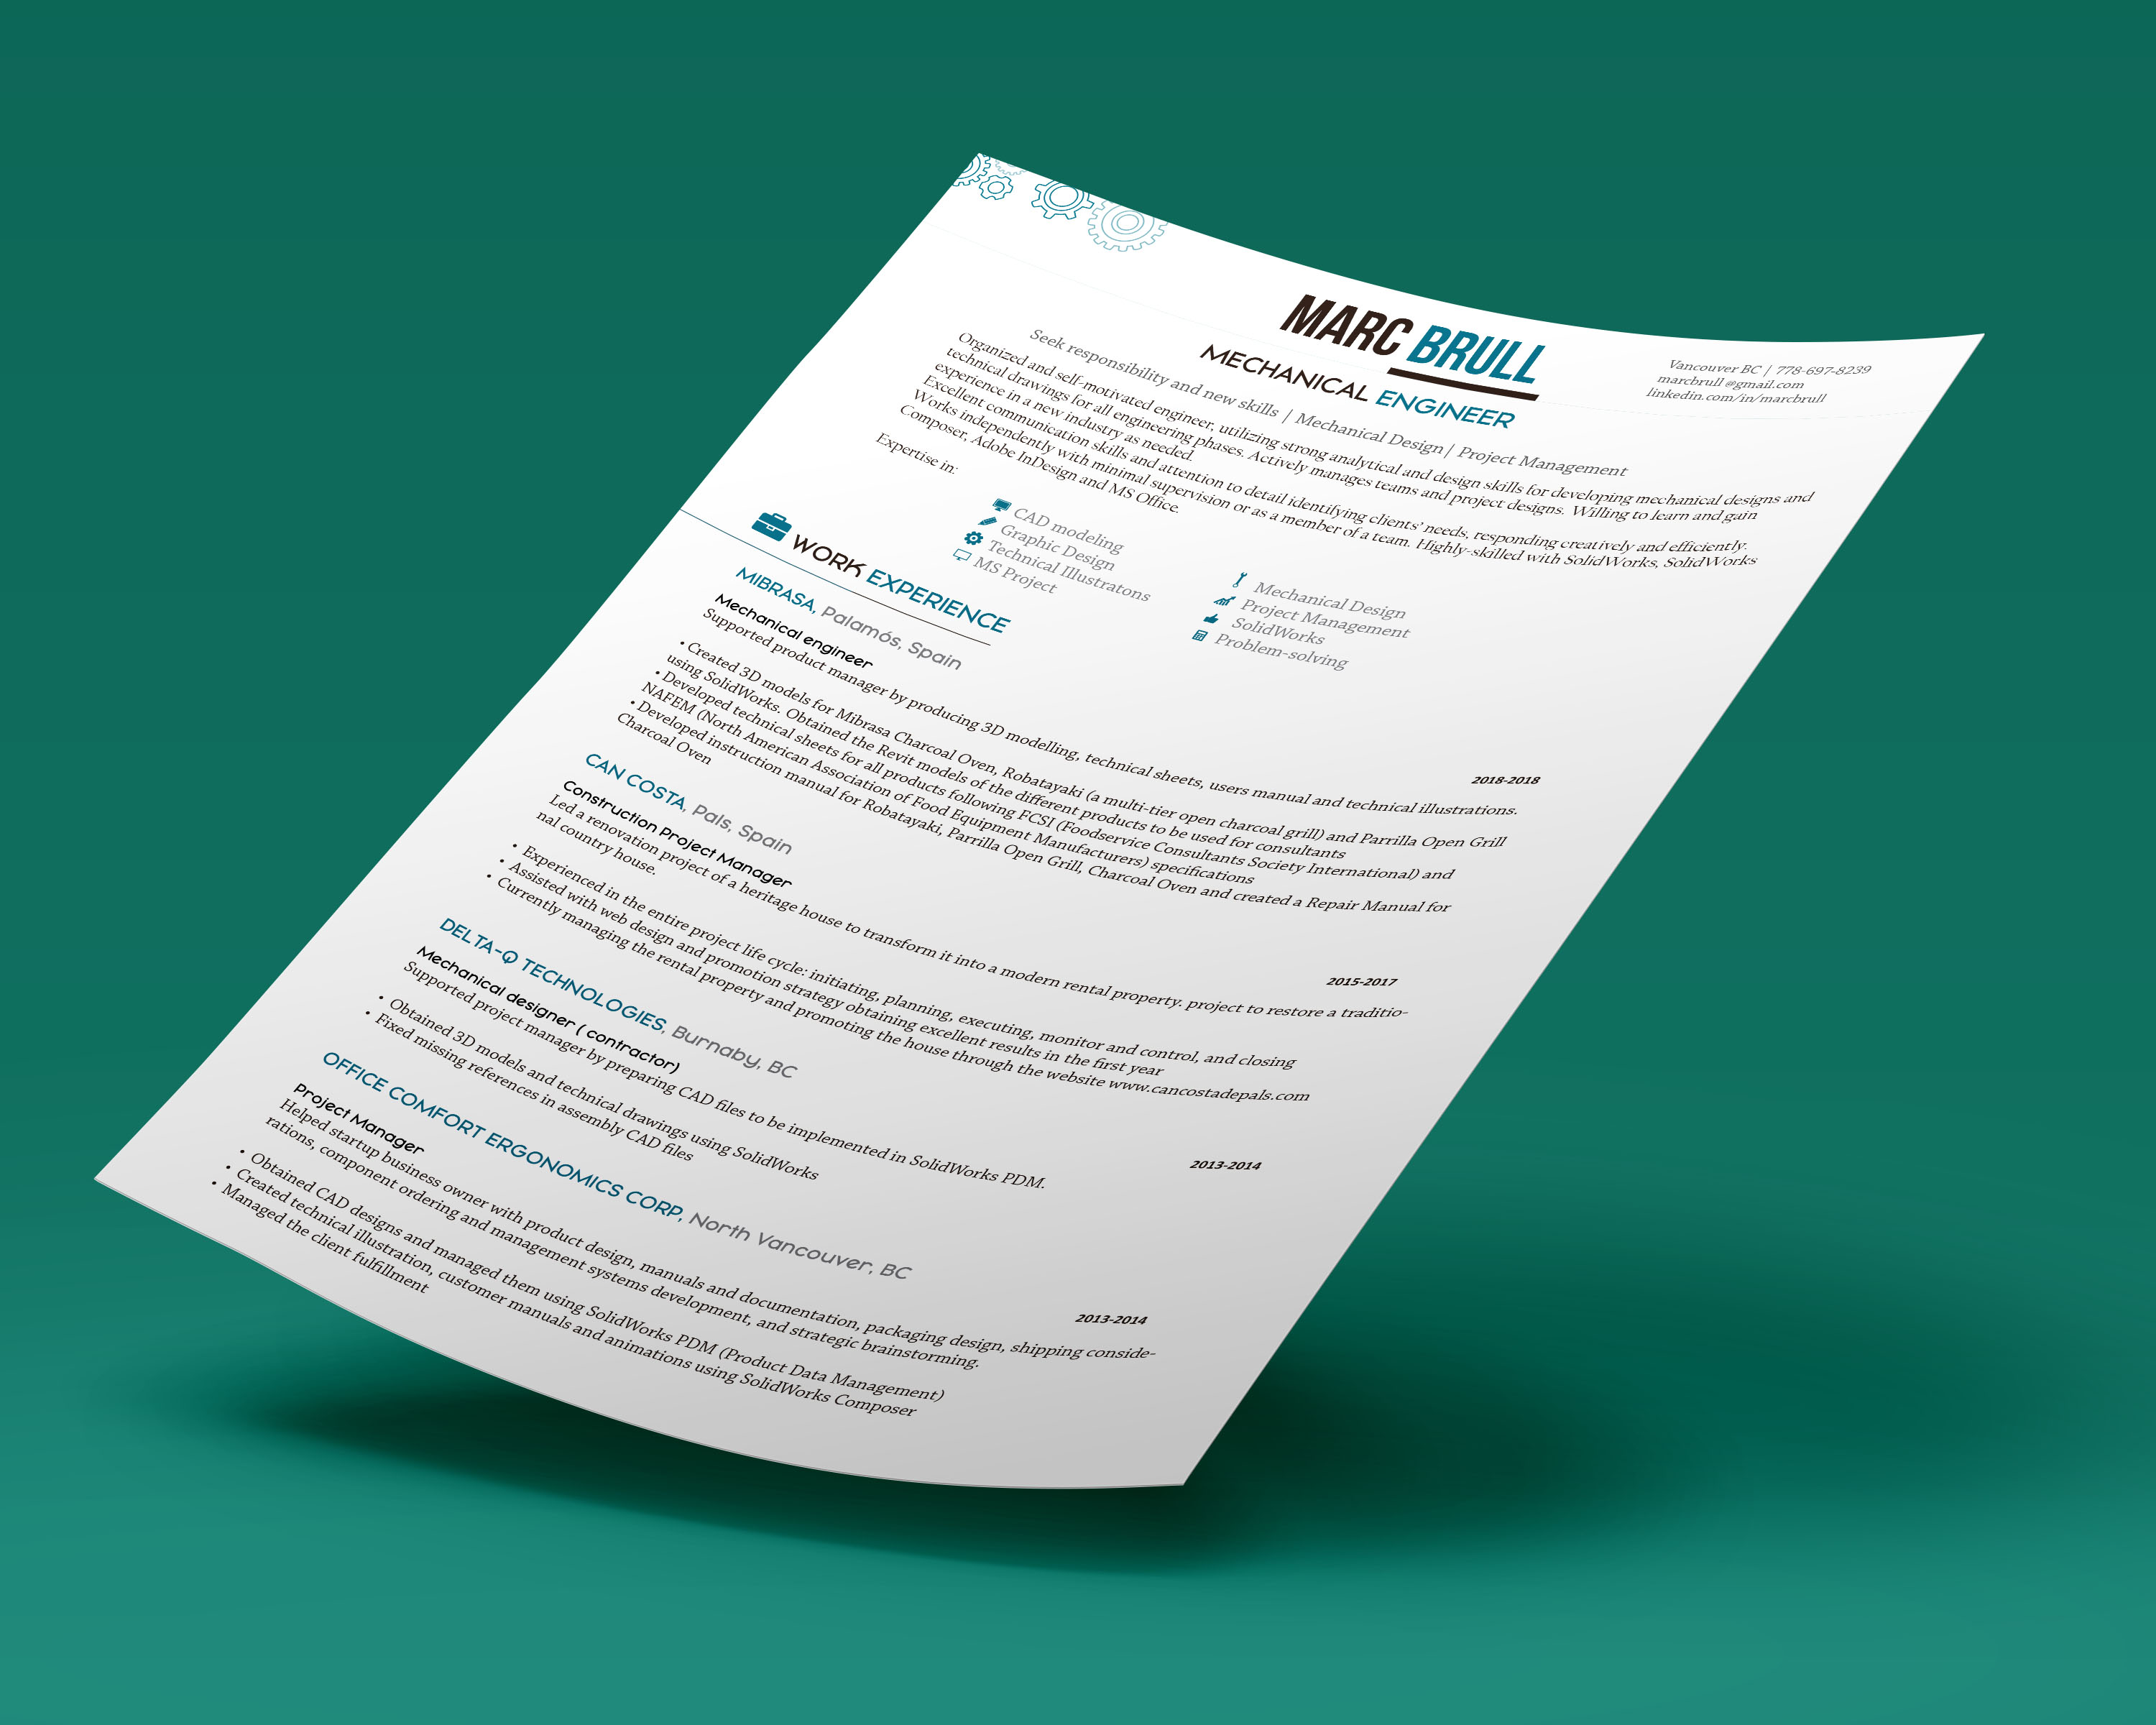 MARC BRULL
MECHANICAL ENGINEER
Vancouver BC | 778-697-8239
marcbrull@gmail.com
linkedin.com/in/marcbrull
Seek responsibility and new skills | Mechanical Design| Project Management
Organized and self-motivated engineer, utilizing strong analytical and design skills for developing mechanical designs and
technical drawings for all engineering phases. Actively manages teams and project designs. Willing to learn and gain
experience in a new industry as needed.
Excellent communication skills and attention to detail identifying clients' needs, responding creatively and efficiently.
Works independently with minimal supervision or as a member of a team. Highly-skilled with SolidWorks, SolidWorks
Composer, Adobe InDesign and MS Office.
Expertise in:
CAD modeling
Graphic Design
Technical Illustratons
MS Project
Mechanical Design
Project Management
SolidWorks
Problem-solving
WORK EXPERIENCE
MIBRASA, Palamós, Spain
2018-2018
Mechanical engineer
Supported product manager by producing 3D modelling, technical sheets, users manual and technical illustrations.
• Created 3D models for Mibrasa Charcoal Oven, Robatayaki (a multi-tier open charcoal grill) and Parrilla Open Grill
using SolidWorks. Obtained the Revit models of the different products to be used for consultants
• Developed technical sheets for all products following FCSI (Foodservice Consultants Society International) and
NAFEM (North American Association of Food Equipment Manufacturers) specifications
• Developed instruction manual for Robatayaki, Parrilla Open Grill, Charcoal Oven and created a Repair Manual for
Charcoal Oven
CAN COSTA, Pals, Spain
2015-2017
Construction Project Manager
Led a renovation project of a heritage house to transform it into a modern rental property. project to restore a traditio-
nal country house.
• Experienced in the entire project life cycle: initiating, planning, executing, monitor and control, and closing
• Assisted with web design and promotion strategy obtaining excellent results in the first year
• Currently managing the rental property and promoting the house through the website www.cancostadepals.com
DELTA-Q TECHNOLOGIES, Burnaby, BC
2013-2014
Mechanical designer ( contractor)
Supported project manager by preparing CAD files to be implemented in SolidWorks PDM.
• Obtained 3D models and technical drawings using SolidWorks
• Fixed missing references in assembly CAD files
OFFICE COMFORT ERGONOMICS CORP, North Vancouver, BC
2013-2014
Project Manager
Helped startup business owner with product design, manuals and documentation, packaging design, shipping conside-
rations, component ordering and management systems development, and strategic brainstorming.
• Obtained CAD designs and managed them using SolidWorks PDM (Product Data Management)
• Created technical illustration, customer manuals and animations using SolidWorks Composer
• Managed the client fulfillment